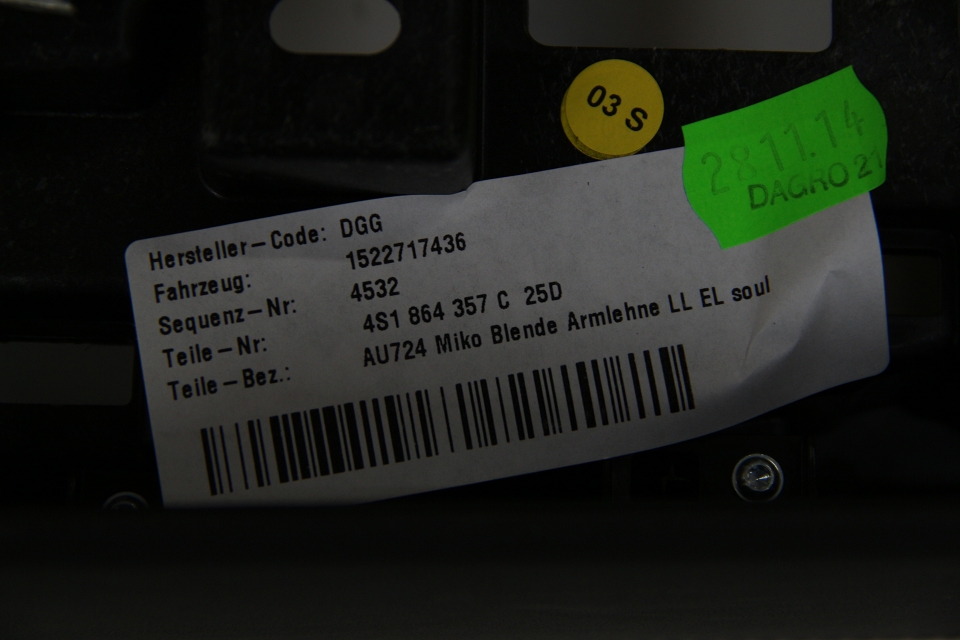 03 S
28.11.14
DAGRO 21
Hersteller-Code: DGG
Fahrzeug: 1522717436
Sequenz-Nr: 4532
Teile-Nr: 4S1 864 357 C 25D
Teile-Bez.: AU724 Miko Blende Armlehne LL EL soul